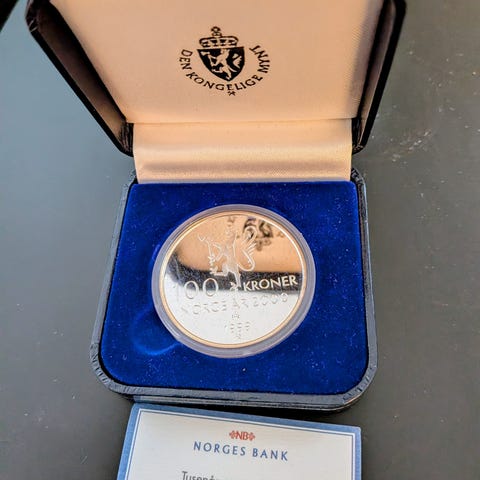 DEN KONGELIGE MYNT
100 KRONER
NORGE ÅR 2000
1999
NB
NORGES BANK